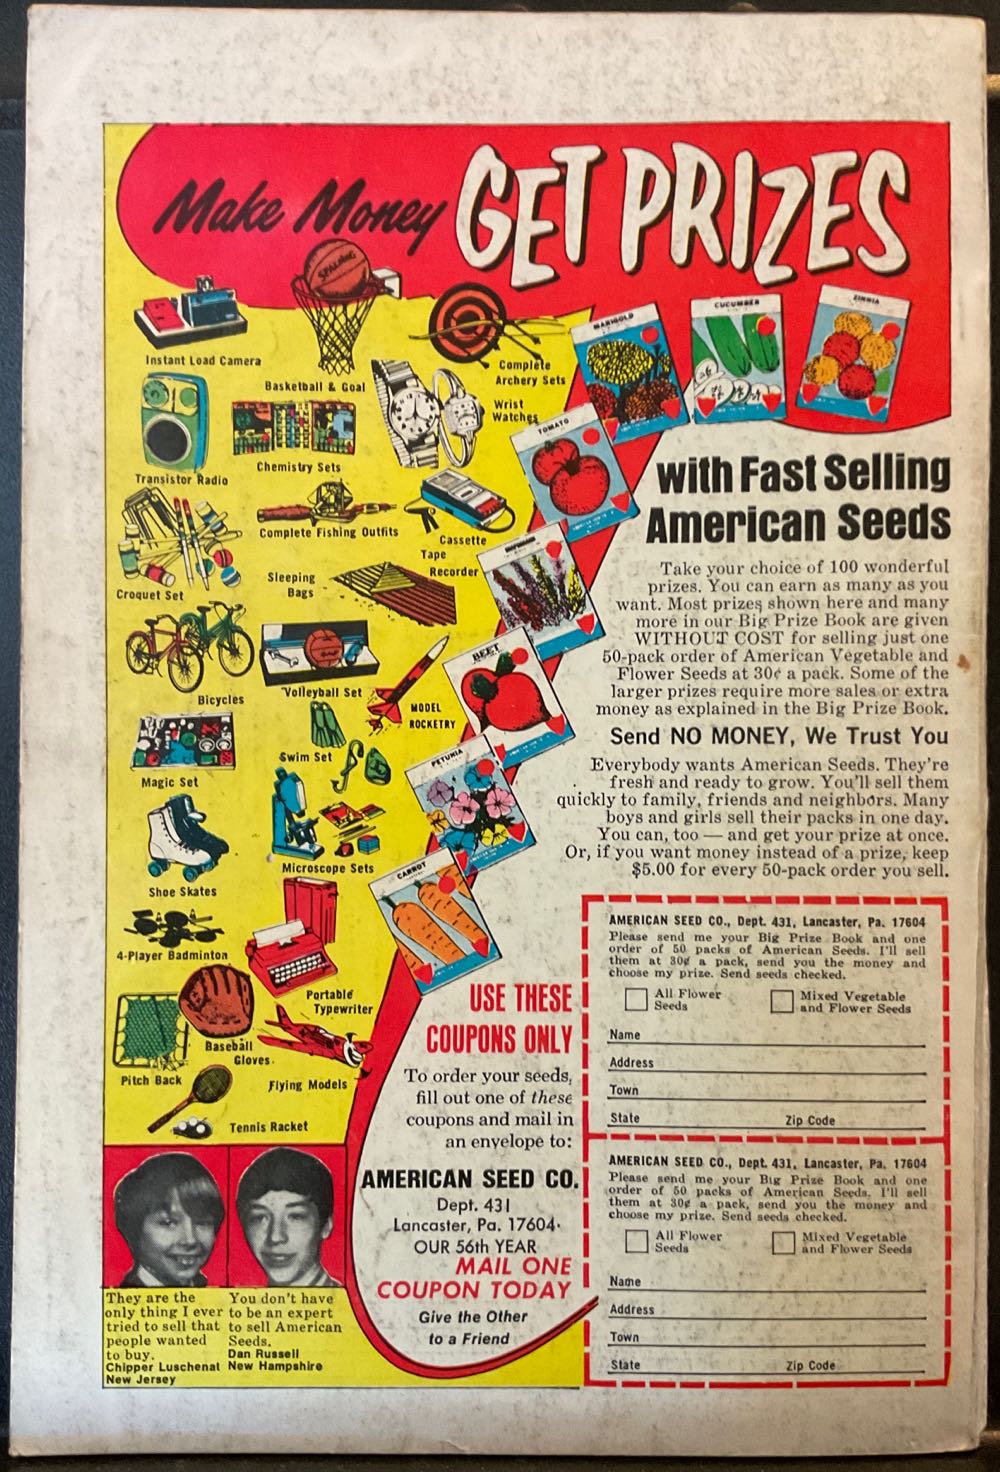 Make Money GET PRIZES
SPALDING
Instant Load Camera
Basketball & Goal
Complete
Archery Sets
Wrist
Watches
Transistor Radio
Chemistry Sets
Complete Fishing Outfits
Cassette
Tape
Recorder
Croquet Set
Sleeping
Bags
Bicycles
Volleyball Set
MODEL
ROCKETRY
Magic Set
Swim Set
Shoe Skates
Microscope Sets
4-Player Badminton
Portable
Typewriter
Pitch Back
Baseball
Gloves
Flying Models
Tennis Racket
MARIGOLD
CUCUMBER
ZINNIA
TOMATO
BEET
PETUNIA
CARROT
with Fast Selling
American Seeds
Take your choice of 100 wonderful
prizes. You can earn as many as you
want. Most prizes shown here and many
more in our Big Prize Book are given
WITHOUT COST for selling just one
50-pack order of American Vegetable and
Flower Seeds at 30¢ a pack. Some of the
larger prizes require more sales or extra
money as explained in the Big Prize Book.
Send NO MONEY, We Trust You
Everybody wants American Seeds. They're
fresh and ready to grow. You'll sell them
quickly to family, friends and neighbors. Many
boys and girls sell their packs in one day.
You can, too — and get your prize at once.
Or, if you want money instead of a prize, keep
$5.00 for every 50-pack order you sell.
USE THESE
COUPONS ONLY
To order your seeds,
fill out one of these
coupons and mail in
an envelope to:
AMERICAN SEED CO.
Dept. 431
Lancaster, Pa. 17604
OUR 56th YEAR
MAIL ONE
COUPON TODAY
Give the Other
to a Friend
AMERICAN SEED CO., Dept. 431, Lancaster, Pa. 17604
Please send me your Big Prize Book and one
order of 50 packs of American Seeds. I'll sell
them at 30¢ a pack, send you the money and
choose my prize. Send seeds checked.
All Flower
Seeds
Mixed Vegetable
and Flower Seeds
Name
Address
Town
State Zip Code
AMERICAN SEED CO., Dept. 431, Lancaster, Pa. 17604
Please send me your Big Prize Book and one
order of 50 packs of American Seeds. I'll sell
them at 30¢ a pack, send you the money and
choose my prize. Send seeds checked.
All Flower
Seeds
Mixed Vegetable
and Flower Seeds
Name
Address
Town
State Zip Code
They are the
only thing I ever
tried to sell that
people wanted
to buy.
Chipper Luschenat
New Jersey
You don't have
to be an expert
to sell American
Seeds.
Dan Russell
New Hampshire